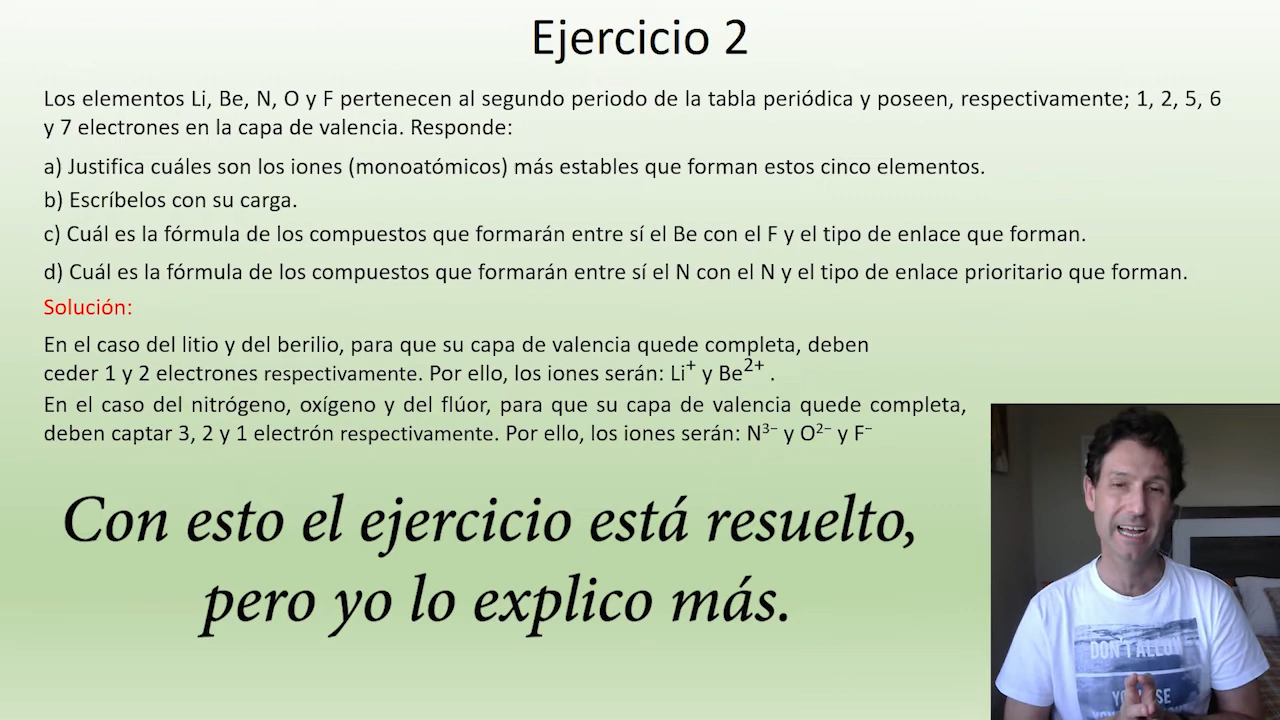 Ejercicio 2
Los elementos Li, Be, N, O y F pertenecen al segundo periodo de la tabla periódica y poseen, respectivamente; 1, 2, 5, 6
y 7 electrones en la capa de valencia. Responde:
a) Justifica cuáles son los iones (monoatómicos) más estables que forman estos cinco elementos.
b) Escríbelos con su carga.
c) Cuál es la fórmula de los compuestos que formarán entre sí el Be con el F y el tipo de enlace que forman.
d) Cuál es la fórmula de los compuestos que formarán entre sí el N con el N y el tipo de enlace prioritario que forman.
Solución:
En el caso del litio y del berilio, para que su capa de valencia quede completa, deben
ceder 1 y 2 electrones respectivamente. Por ello, los iones serán: Li⁺ y Be²⁺ .
En el caso del nitrógeno, oxígeno y del flúor, para que su capa de valencia quede completa,
deben captar 3, 2 y 1 electrón respectivamente. Por ello, los iones serán: N³⁻ y O²⁻ y F⁻
Con esto el ejercicio está resuelto,
pero yo lo explico más.
DON'T ALLOW